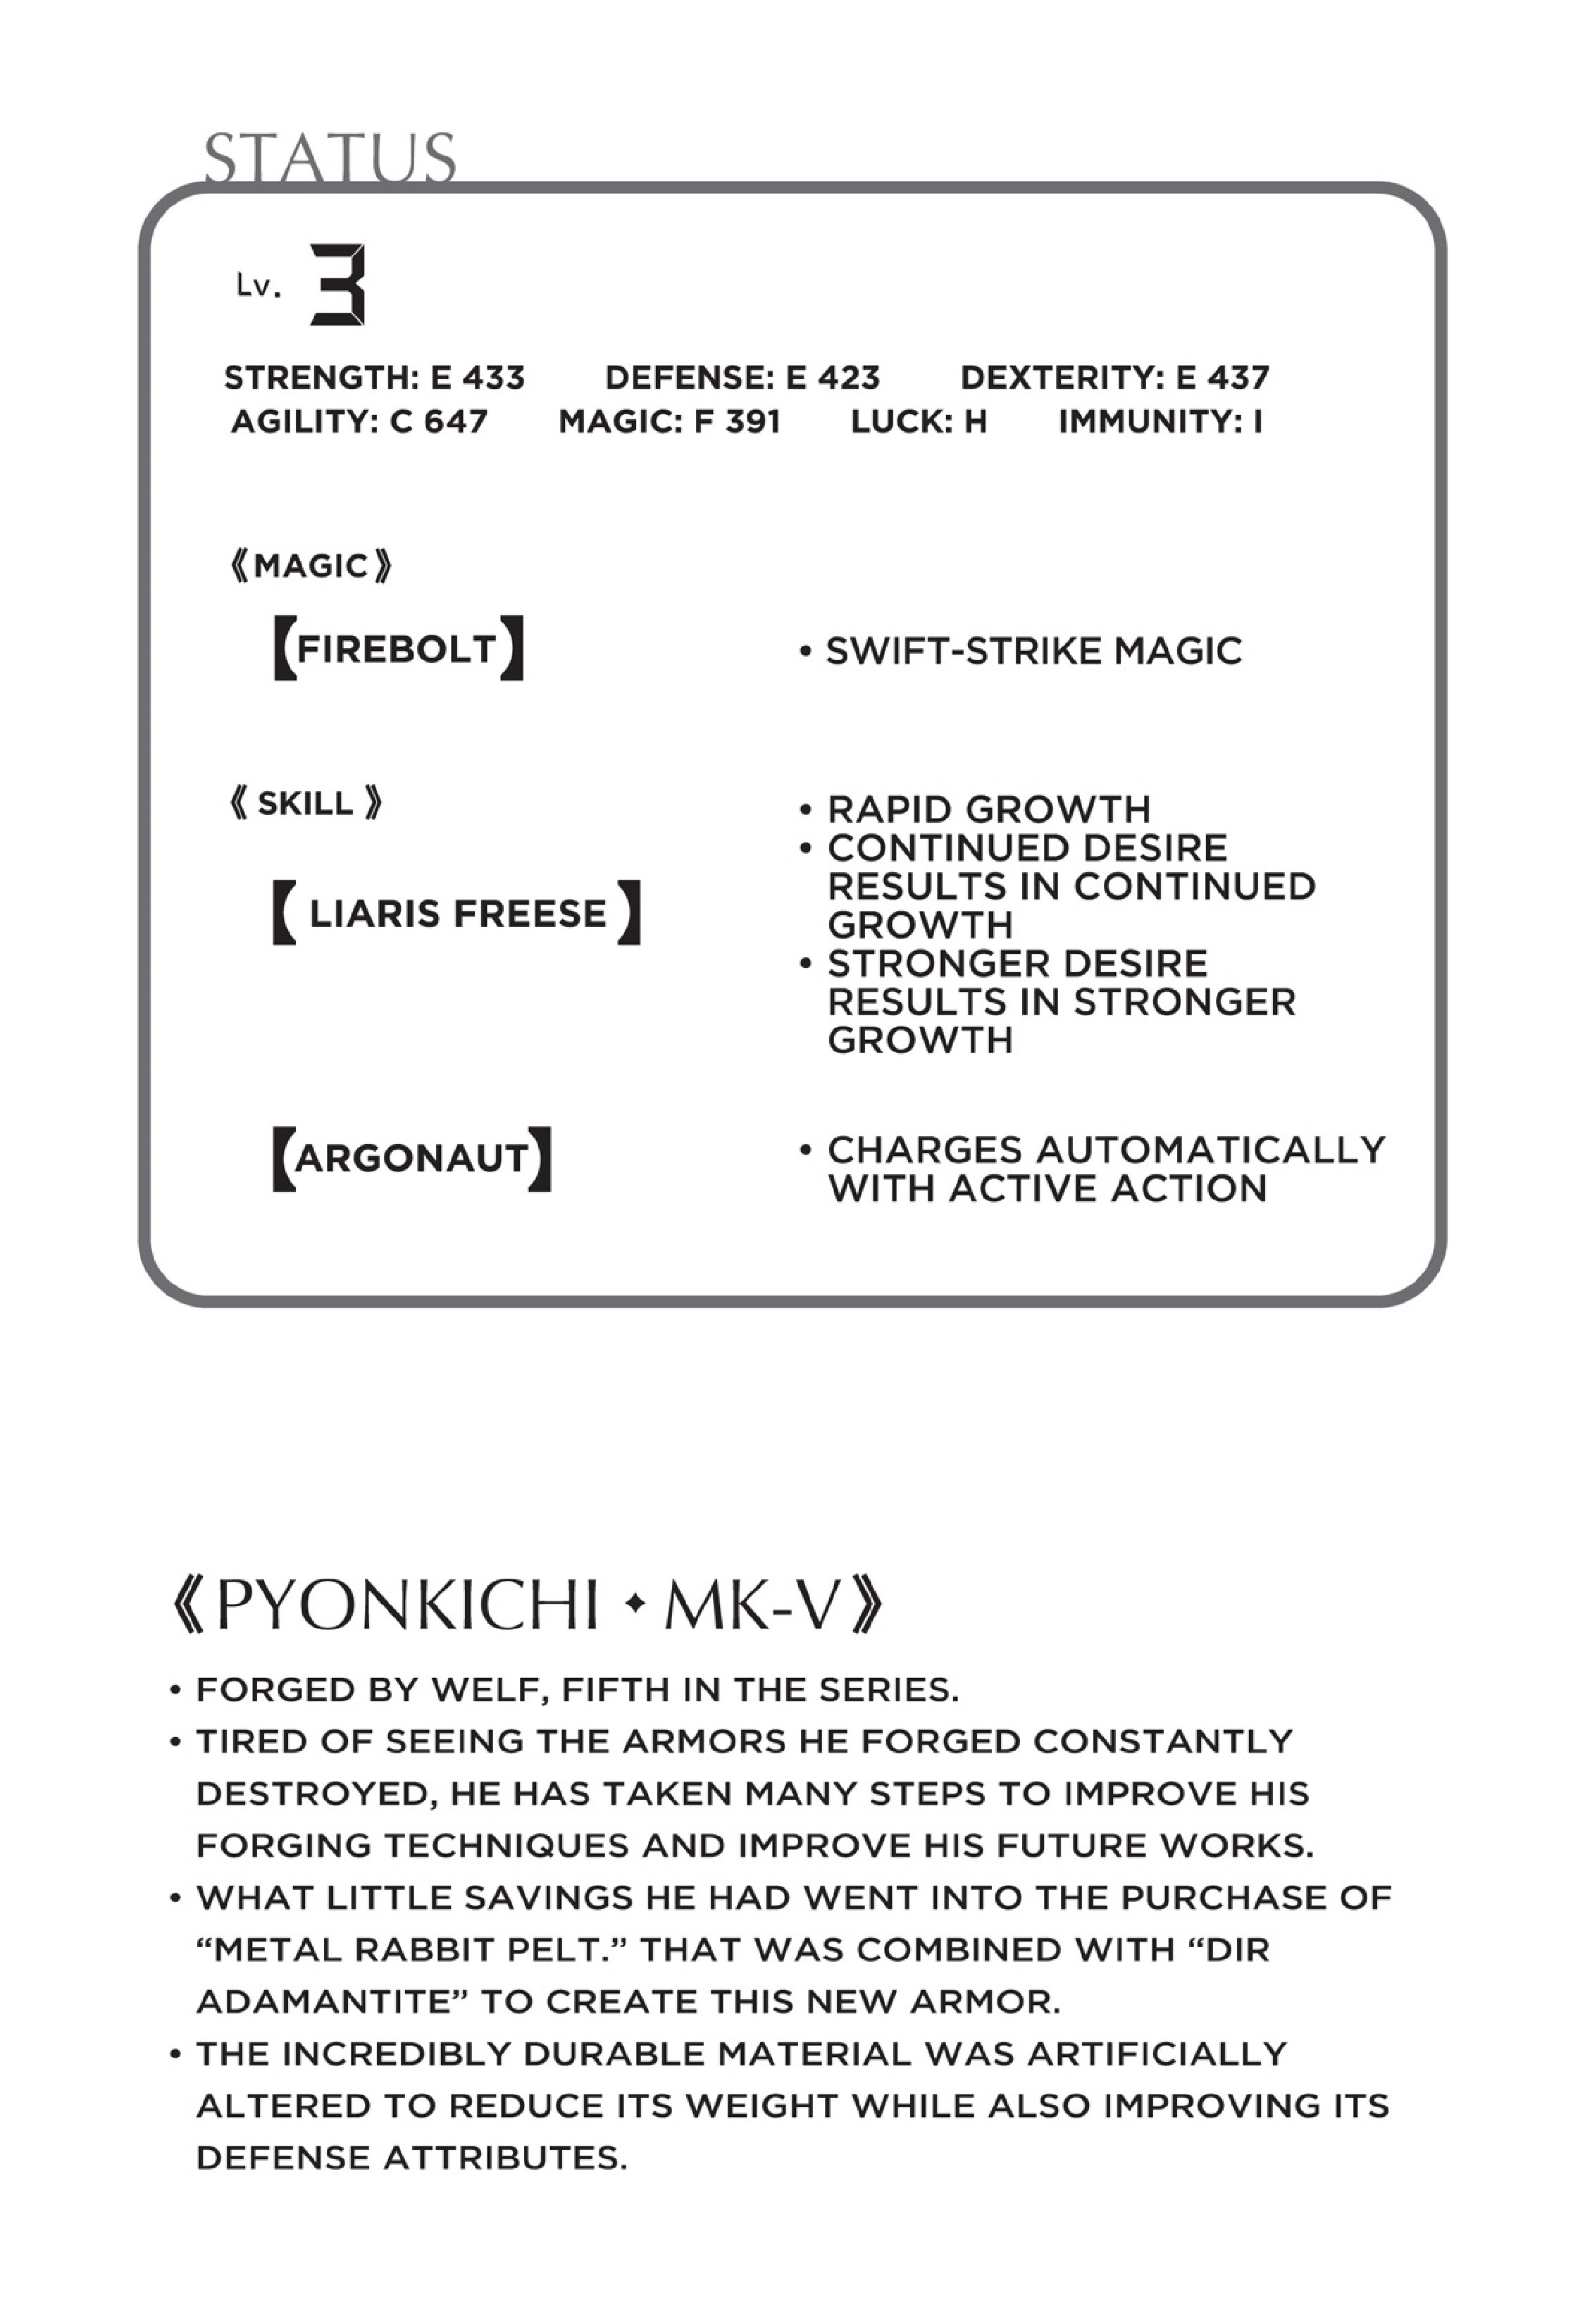 STATUS
Lv. 3
STRENGTH: E 433 DEFENSE: E 423 DEXTERITY: E 437
AGILITY: C 647 MAGIC: F 391 LUCK: H IMMUNITY: I
《MAGIC》
【FIREBOLT】 • SWIFT-STRIKE MAGIC
《SKILL》
【LIARIS FREESE】
• RAPID GROWTH
• CONTINUED DESIRE
RESULTS IN CONTINUED
GROWTH
• STRONGER DESIRE
RESULTS IN STRONGER
GROWTH
【ARGONAUT】
• CHARGES AUTOMATICALLY
WITH ACTIVE ACTION
《PYONKICHI ✦ MK-V》
• FORGED BY WELF, FIFTH IN THE SERIES.
• TIRED OF SEEING THE ARMORS HE FORGED CONSTANTLY
DESTROYED, HE HAS TAKEN MANY STEPS TO IMPROVE HIS
FORGING TECHNIQUES AND IMPROVE HIS FUTURE WORKS.
• WHAT LITTLE SAVINGS HE HAD WENT INTO THE PURCHASE OF
“METAL RABBIT PELT.” THAT WAS COMBINED WITH “DIR
ADAMANTITE” TO CREATE THIS NEW ARMOR.
• THE INCREDIBLY DURABLE MATERIAL WAS ARTIFICIALLY
ALTERED TO REDUCE ITS WEIGHT WHILE ALSO IMPROVING ITS
DEFENSE ATTRIBUTES.